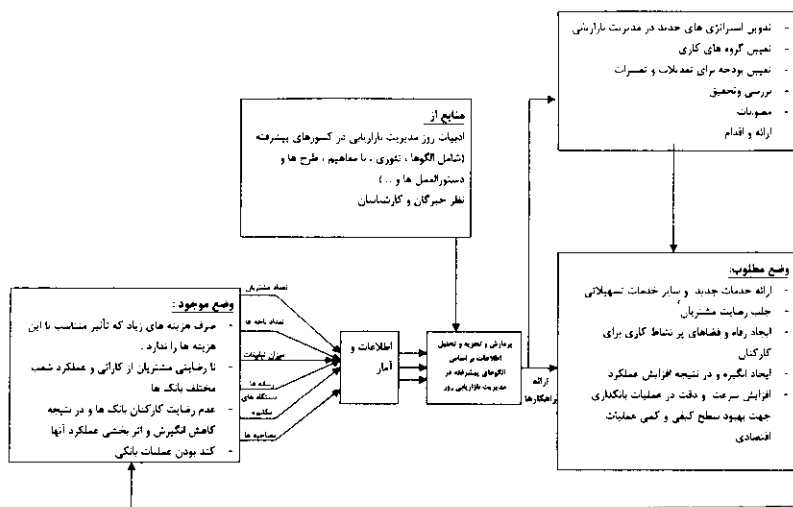 - تدوین استراتژی های جدید در مدیریت بازاریابی
- تعیین گروه های کاری
- تعیین بودجه برای تعدیلات و تغییرات
- بررسی وتحقیق
- مصوبات
- ارائه و اقدام
منابع از
ادبیات روز مدیریت بازاریابی در کشورهای پیشرفته
(شامل الگوها ، تئوری ، با مفاهیم ، طرح ها و
دستورالعمل ها و ..)
نظر خبرگان و کارشناسان
وضع موجود :
- صرف هزینه های زیاد که تأثیر متناسب با این
هزینه ها را ندارد .
- نا رضایتی مشتریان از کارائی و عملکرد شعب
مختلف بانک ها
- عدم رضایت کارکنان بانک ها و در نتیجه
کاهش انگیزش و اثر بخشی عملکرد آنها
- کند بودن عملیات بانکی
تعداد مشتریان
تعداد باجه ها
میزان تبلیغات
رسانه ها
دستگاه های
مکانیزه
مصاحبه ها
اطلاعات و
آمار
پردازش و تجزیه و تحلیل
اطلاعات بر اساس
الگوهای پیشرفته در
مدیریت بازاریابی روز
ارائه
راهکارها
وضع مطلوب:
- ارائه خدمات جدید و سایر خدمات تسهیلاتی
- جلب رضایت مشتریان
- ایجاد رفاه و فضاهای پر نشاط کاری برای
کارکنان
- ایجاد انگیزه و در نتیجه افزایش عملکرد
- افزایش سرعت و دقت در عملیات بانکداری
جهت بهبود سطح کیفی و کمی عملیات
اقتصادی